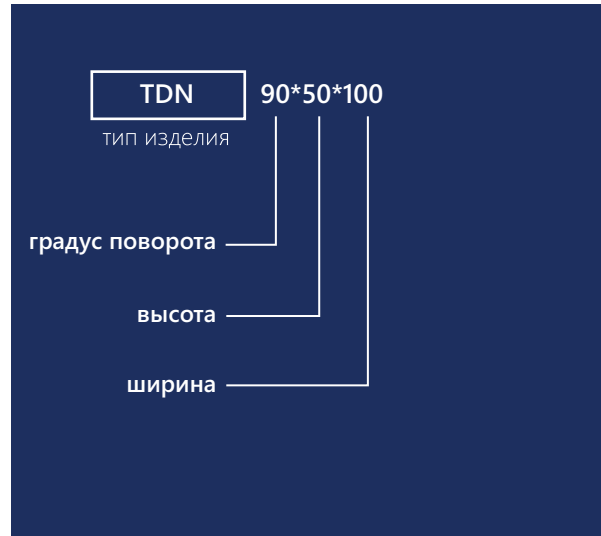 TDN 90*50*100
тип изделия
градус поворота
высота
ширина